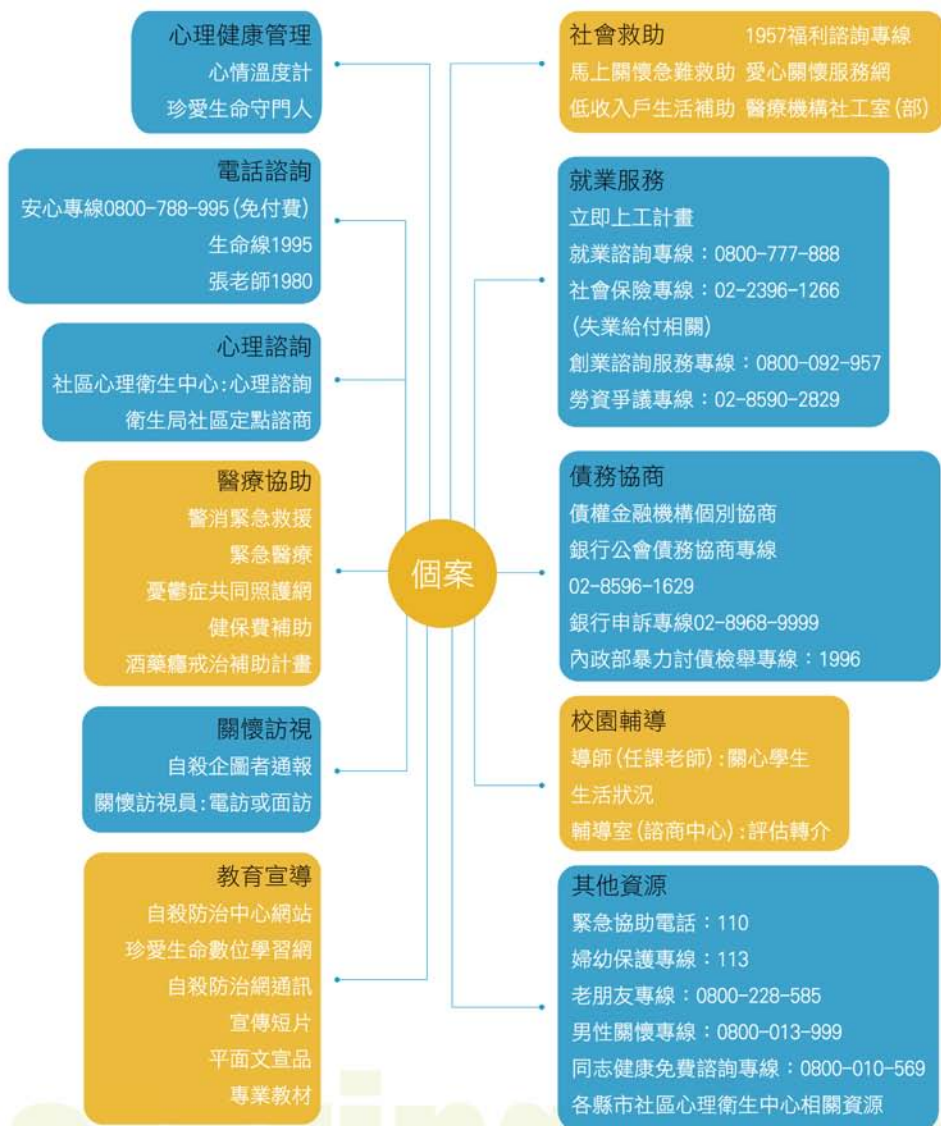 心理健康管理
心情溫度計
珍愛生命守門人
電話諮詢
安心專線0800-788-995(免付費)
生命線1995
張老師1980
心理諮詢
社區心理衛生中心:心理諮詢
衛生局社區定點諮商
醫療協助
警消緊急救援
緊急醫療
憂鬱症共同照護網
健保費補助
酒藥癮戒治補助計畫
關懷訪視
自殺企圖者通報
關懷訪視員:電訪或面訪
教育宣導
自殺防治中心網站
珍愛生命數位學習網
自殺防治網通訊
宣傳短片
平面文宣品
專業教材
個案
社會救助 1957福利諮詢專線
馬上關懷急難救助 愛心關懷服務網
低收入戶生活補助 醫療機構社工室(部)
就業服務
立即上工計畫
就業諮詢專線：0800-777-888
社會保險專線：02-2396-1266
(失業給付相關)
創業諮詢服務專線：0800-092-957
勞資爭議專線：02-8590-2829
債務協商
債權金融機構個別協商
銀行公會債務協商專線
02-8596-1629
銀行申訴專線02-8968-9999
內政部暴力討債檢舉專線：1996
校園輔導
導師(任課老師):關心學生
生活狀況
輔導室(諮商中心):評估轉介
其他資源
緊急協助電話：110
婦幼保護專線：113
老朋友專線：0800-228-585
男性關懷專線：0800-013-999
同志健康免費諮詢專線：0800-010-569
各縣市社區心理衛生中心相關資源